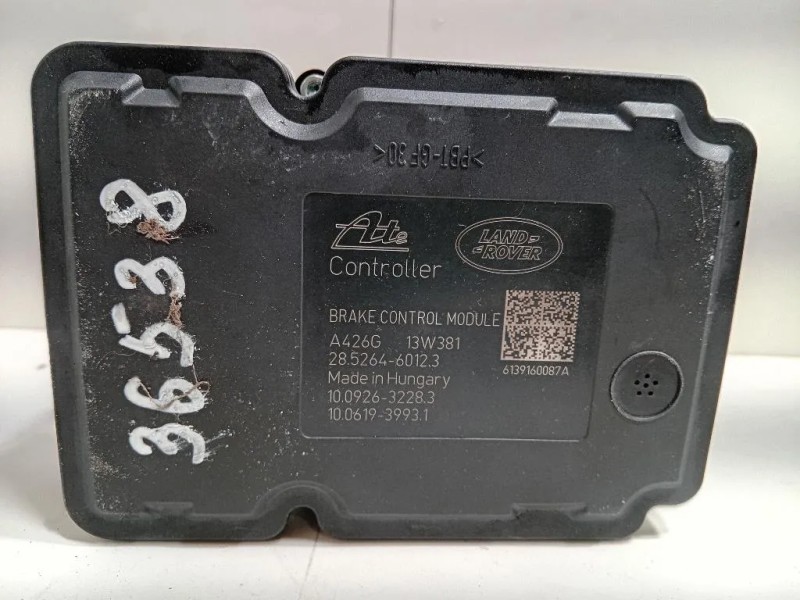 >PBT-GF30<
Ate
LAND-
ROVER
Controller
BRAKE CONTROL MODULE
A426G 13W381
28.5264-6012.3
6139160087A
Made in Hungary
10.0926-3228.3
10.0619-3993.1
36538